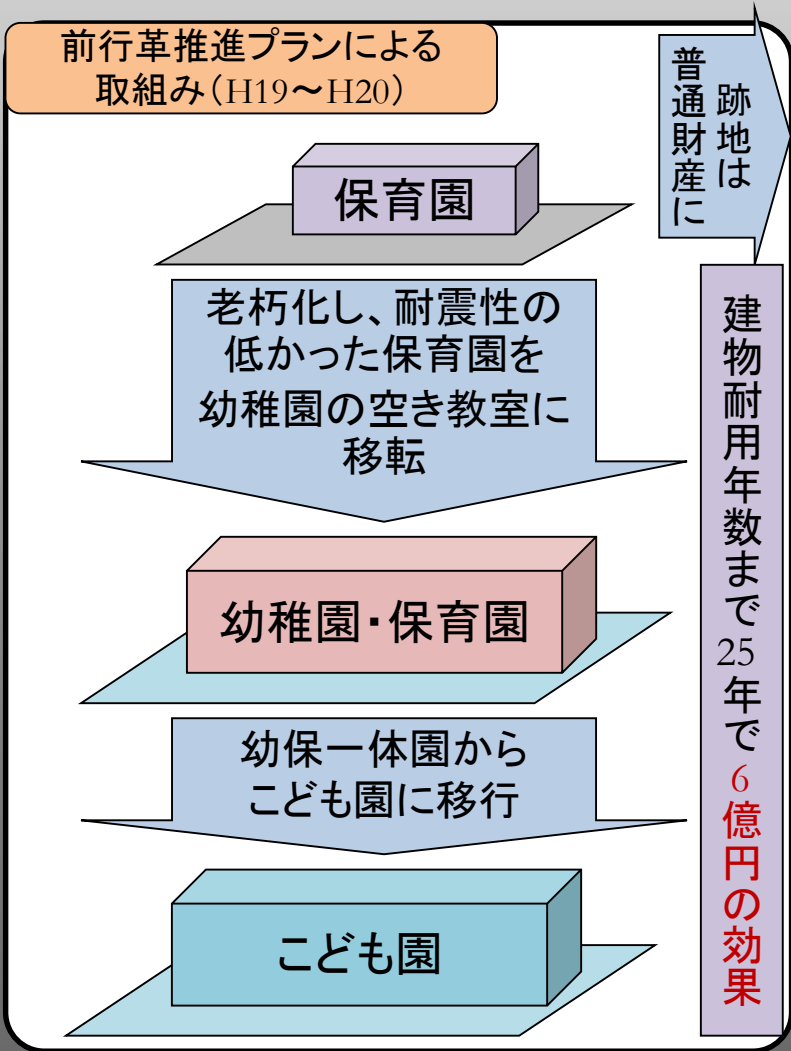 前行革推進プランによる
取組み(H19～H20)
跡地は
普通財産に
保育園
老朽化し、耐震性の
低かった保育園を
幼稚園の空き教室に
移転
幼稚園・保育園
幼保一体園から
こども園に移行
こども園
建物耐用年数まで25年で6億円の効果